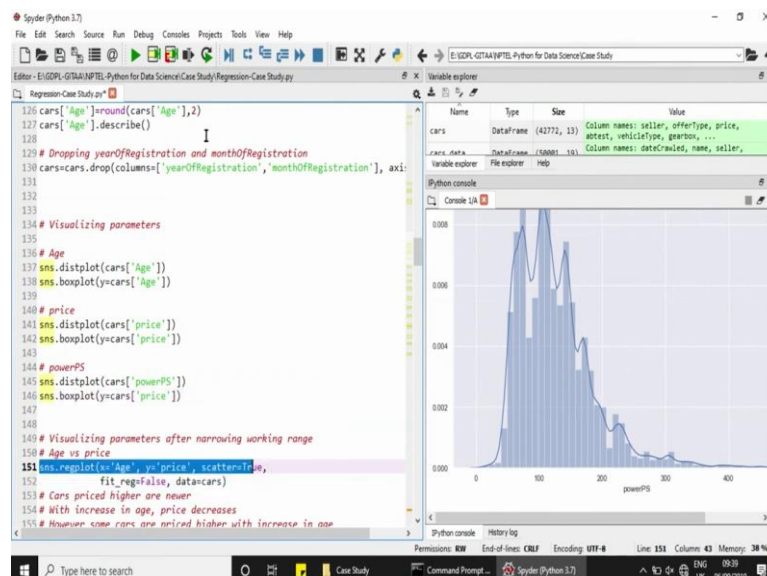 Spyder (Python 3.7)
File Edit Search Source Run Debug Consoles Projects Tools View Help
E:\GDPL-GITAA\NPTEL-Python for Data Science\Case Study
Editor - E:\GDPL-GITAA\NPTEL-Python for Data Science\Case Study\Regression-Case Study.py
Regression-Case Study.py*
126 cars['Age']=round(cars['Age'],2)
127 cars['Age'].describe()
128
129 # Dropping yearOfRegistration and monthOfRegistration
130 cars=cars.drop(columns=['yearOfRegistration','monthOfRegistration'], axi
131
132
133
134 # Visualizing parameters
135
136 # Age
137 sns.distplot(cars['Age'])
138 sns.boxplot(y=cars['Age'])
139
140 # price
141 sns.distplot(cars['price'])
142 sns.boxplot(y=cars['price'])
143
144 # powerPS
145 sns.distplot(cars['powerPS'])
146 sns.boxplot(y=cars['price'])
147
148
149 # Visualizing parameters after narrowing working range
150 # Age vs price
151 sns.regplot(x='Age', y='price', scatter=True,
152 fit_reg=False, data=cars)
153 # Cars priced higher are newer
154 # With increase in age, price decreases
155 # However some cars are priced higher with increase in age
Variable explorer
Name Type Size Value
cars DataFrame (42772, 13) Column names: seller, offerType, price,
abtest, vehicleType, gearbox, ...
cars_data DataFrame (50001, 19) Column names: dateCrawled, name, seller,
Variable explorer File explorer Help
IPython console
Console 1/A
0.008
0.006
0.004
0.002
0.000
0 100 200 300 400
powerPS
IPython console History log
Permissions: RW End-of-lines: CRLF Encoding: UTF-8 Line: 151 Column: 43 Memory: 38 %
Type here to search
Case Study
Command Prompt...
Spyder (Python 3.7)
ENG
09:39